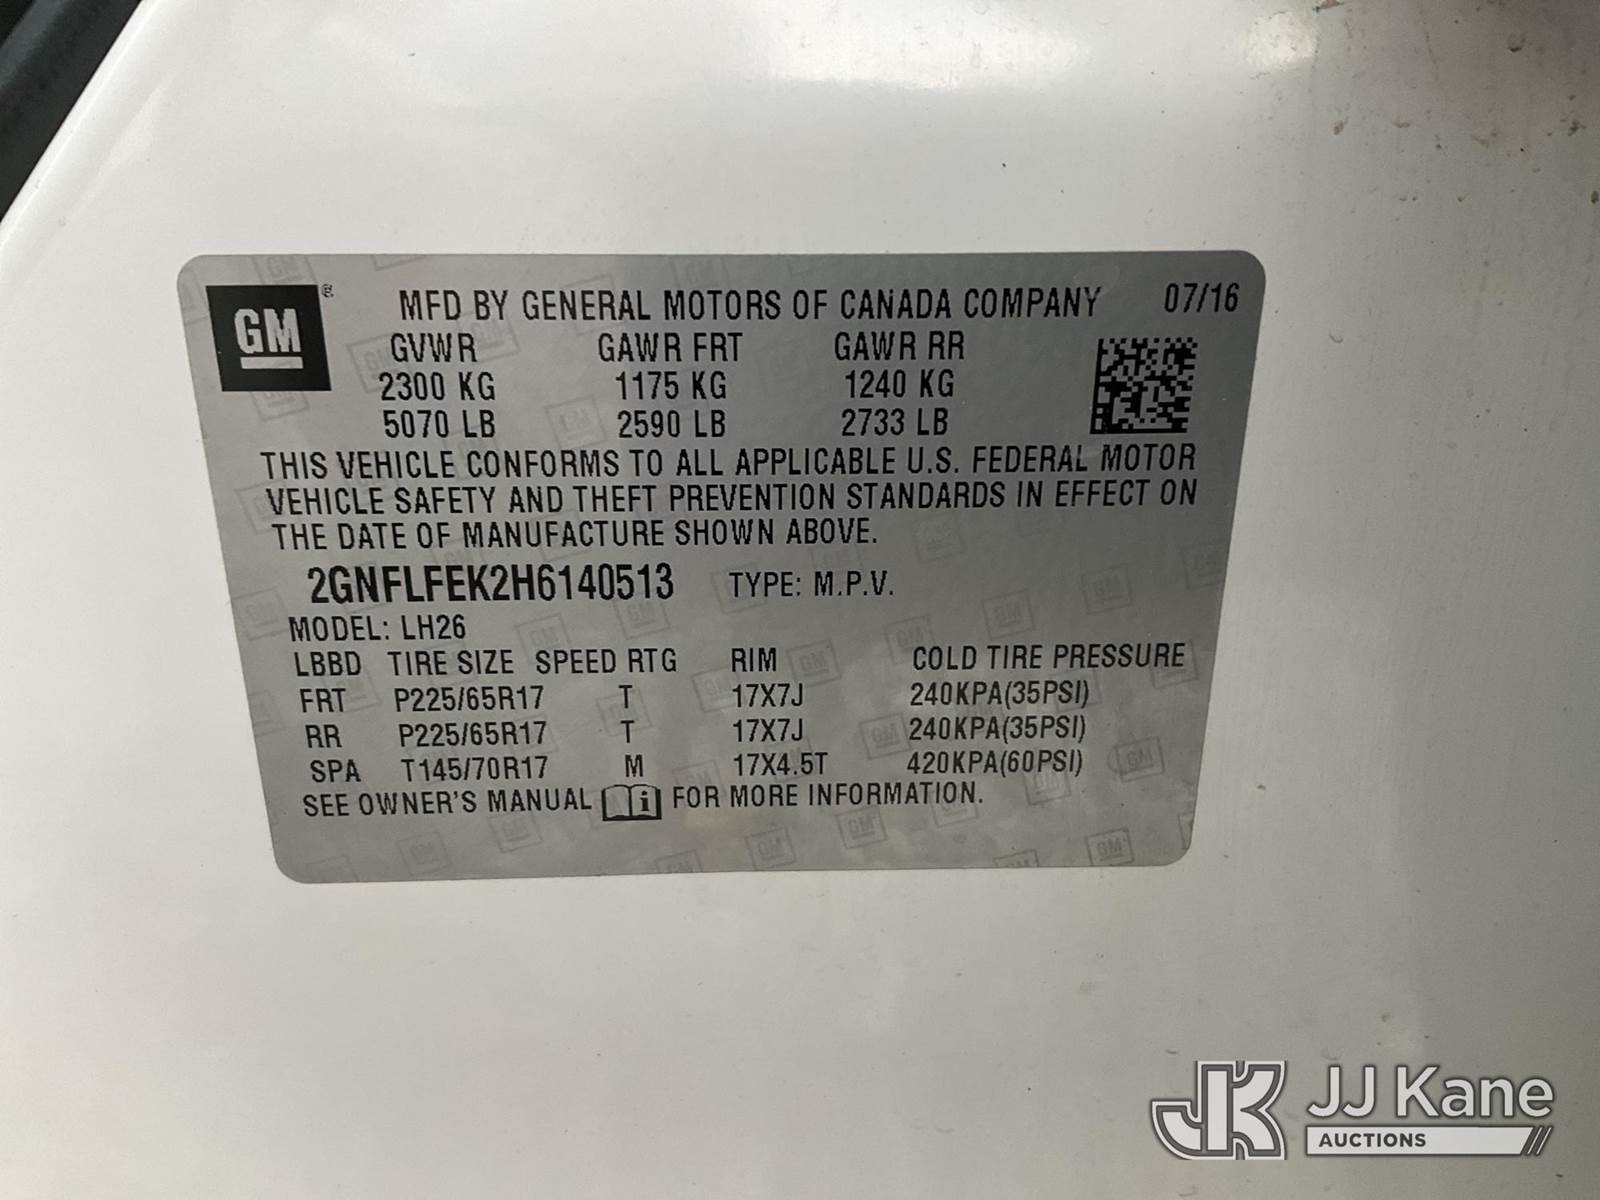 GM ® MFD BY GENERAL MOTORS OF CANADA COMPANY 07/16
GVWR GAWR FRT GAWR RR
2300 KG 1175 KG 1240 KG
5070 LB 2590 LB 2733 LB
THIS VEHICLE CONFORMS TO ALL APPLICABLE U.S. FEDERAL MOTOR
VEHICLE SAFETY AND THEFT PREVENTION STANDARDS IN EFFECT ON
THE DATE OF MANUFACTURE SHOWN ABOVE.
2GNFLFEK2H6140513 TYPE: M.P.V.
MODEL: LH26
LBBD TIRE SIZE SPEED RTG RIM COLD TIRE PRESSURE
FRT P225/65R17 T 17X7J 240KPA(35PSI)
RR P225/65R17 T 17X7J 240KPA(35PSI)
SPA T145/70R17 M 17X4.5T 420KPA(60PSI)
SEE OWNER'S MANUAL i FOR MORE INFORMATION.
JK JJ Kane
AUCTIONS